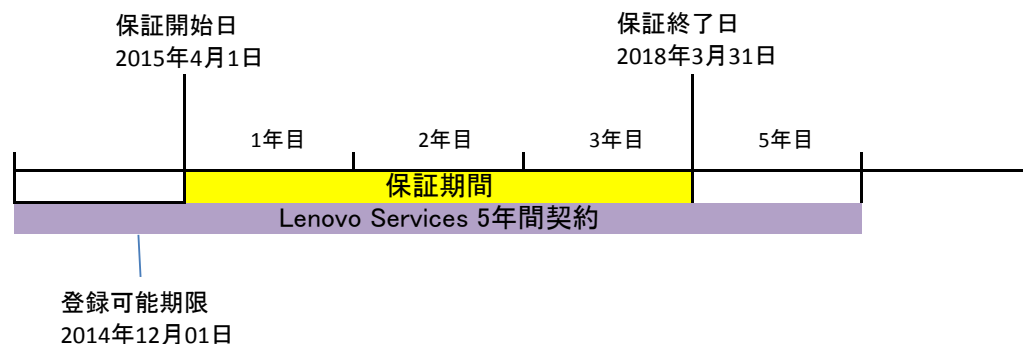 保証開始日
2015年4月1日
保証終了日
2018年3月31日
1年目
2年目
3年目
5年目
保証期間
Lenovo Services 5年間契約
登録可能期限
2014年12月01日